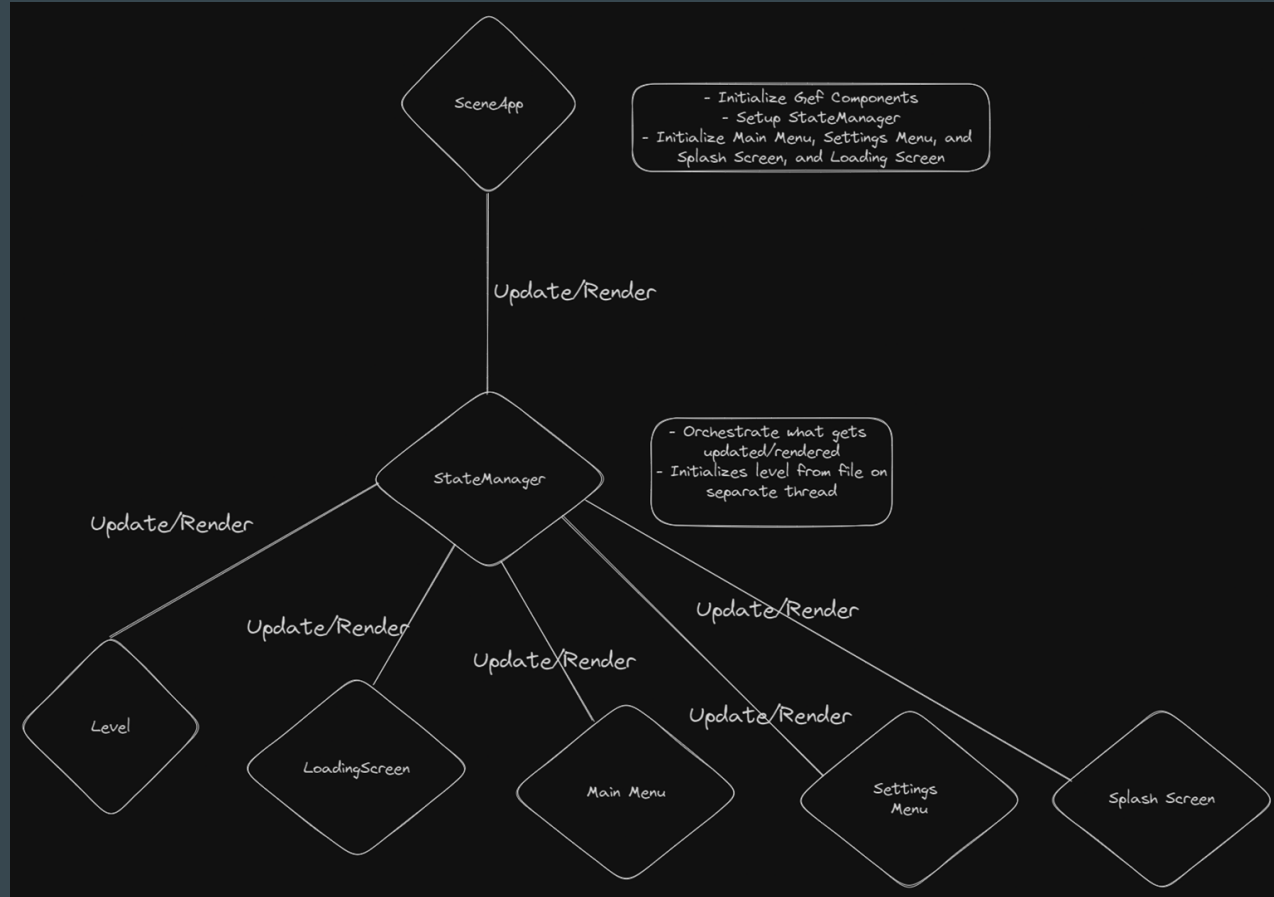 SceneApp
- Initialize Gef Components
- Setup StateManager
- Initialize Main Menu, Settings Menu, and
Splash Screen, and Loading Screen
Update/Render
StateManager
- Orchestrate what gets
updated/rendered
- Initializes level from file on
separate thread
Update/Render
Update/Render
Update/Render
Update/Render
Update/Render
Level
LoadingScreen
Main Menu
Settings
Menu
Splash Screen